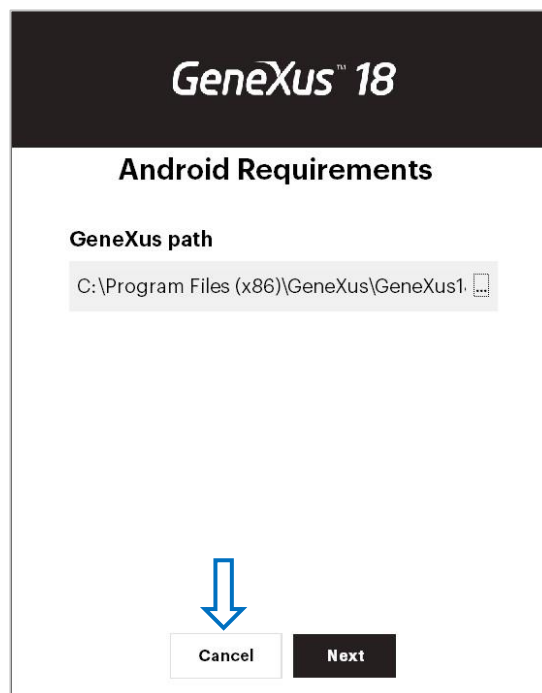 GeneXus™ 18
Android Requirements
GeneXus path
C:\Program Files (x86)\GeneXus\GeneXus1 ...
Cancel Next